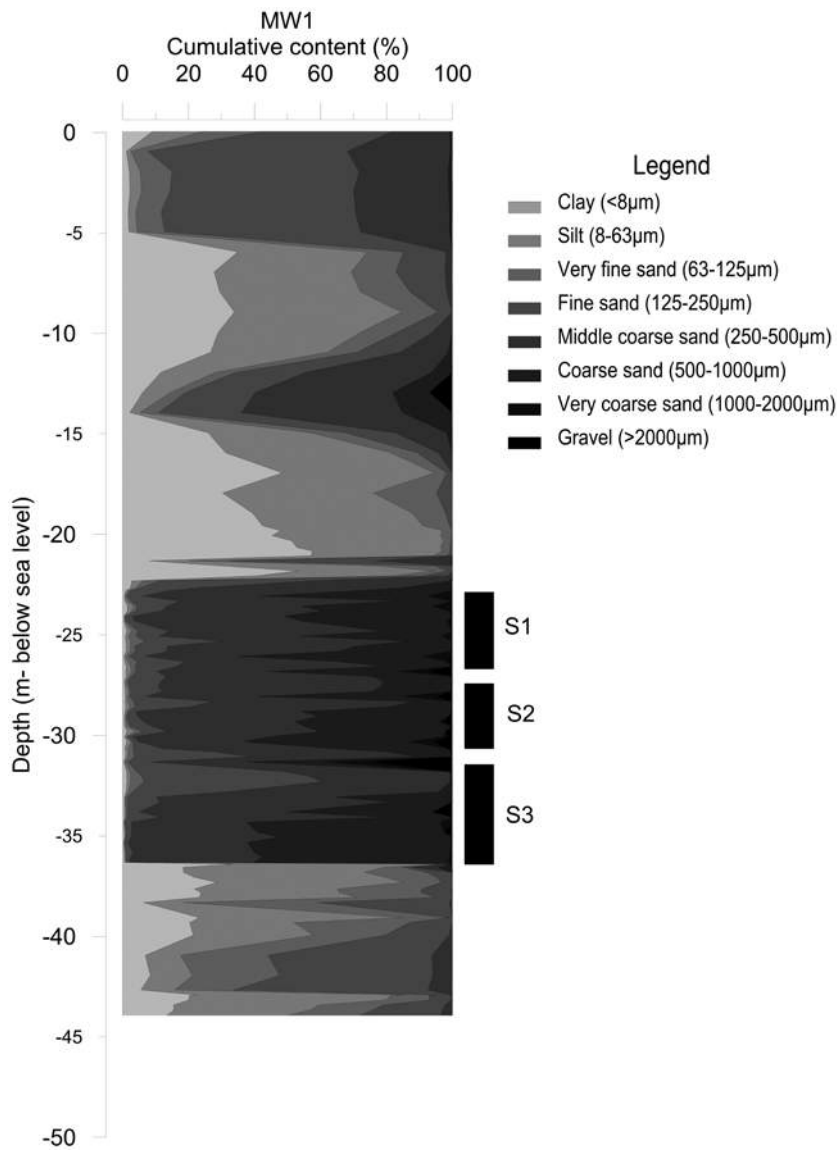 MW1
Cumulative content (%)
0 20 40 60 80 100
Depth (m- below sea level)
0
-5
-10
-15
-20
-25
-30
-35
-40
-45
-50
Legend
Clay (<8µm)
Silt (8-63µm)
Very fine sand (63-125µm)
Fine sand (125-250µm)
Middle coarse sand (250-500µm)
Coarse sand (500-1000µm)
Very coarse sand (1000-2000µm)
Gravel (>2000µm)
S1
S2
S3